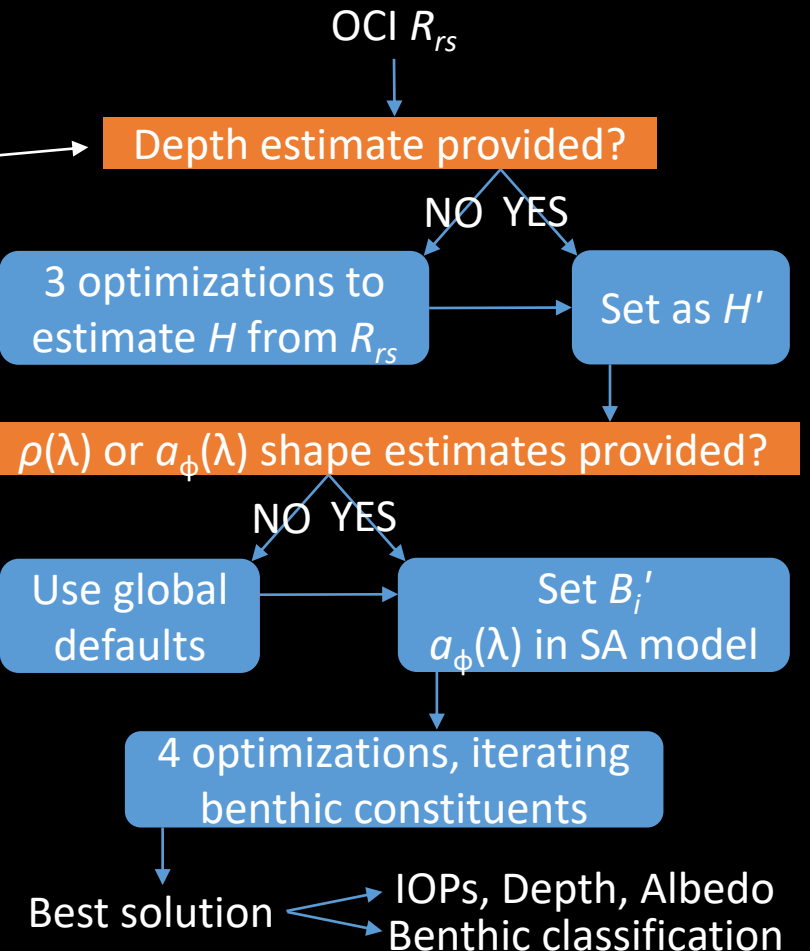 OCI Rrs
Depth estimate provided?
NO YES
3 optimizations to
estimate H from Rrs
Set as H'
ρ(λ) or aϕ(λ) shape estimates provided?
NO YES
Use global
defaults
Set Bi'
aϕ(λ) in SA model
4 optimizations, iterating
benthic constituents
Best solution
IOPs, Depth, Albedo
Benthic classification